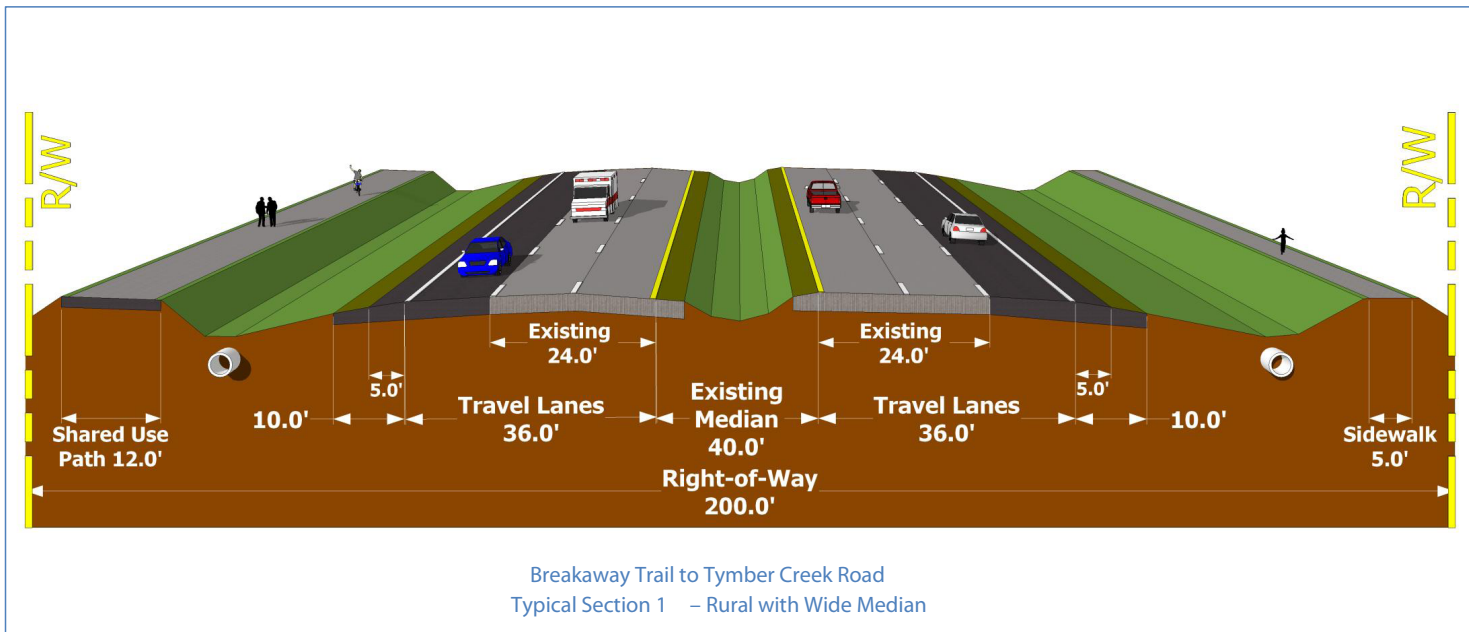 R/W
R/W
Existing
24.0'
Existing
24.0'
5.0'
5.0'
10.0'
Travel Lanes
36.0'
Existing
Median
40.0'
Travel Lanes
36.0'
10.0'
Shared Use
Path 12.0'
Sidewalk
5.0'
Right-of-Way
200.0'
Breakaway Trail to Tymber Creek Road
Typical Section 1 – Rural with Wide Median